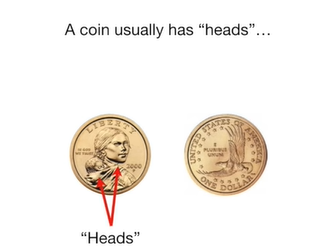 A coin usually has “heads”…
LIBERTY
IN GOD
WE TRUST
2000
UNITED STATES OF AMERICA
E
PLURIBUS
UNUM
ONE DOLLAR
“Heads”